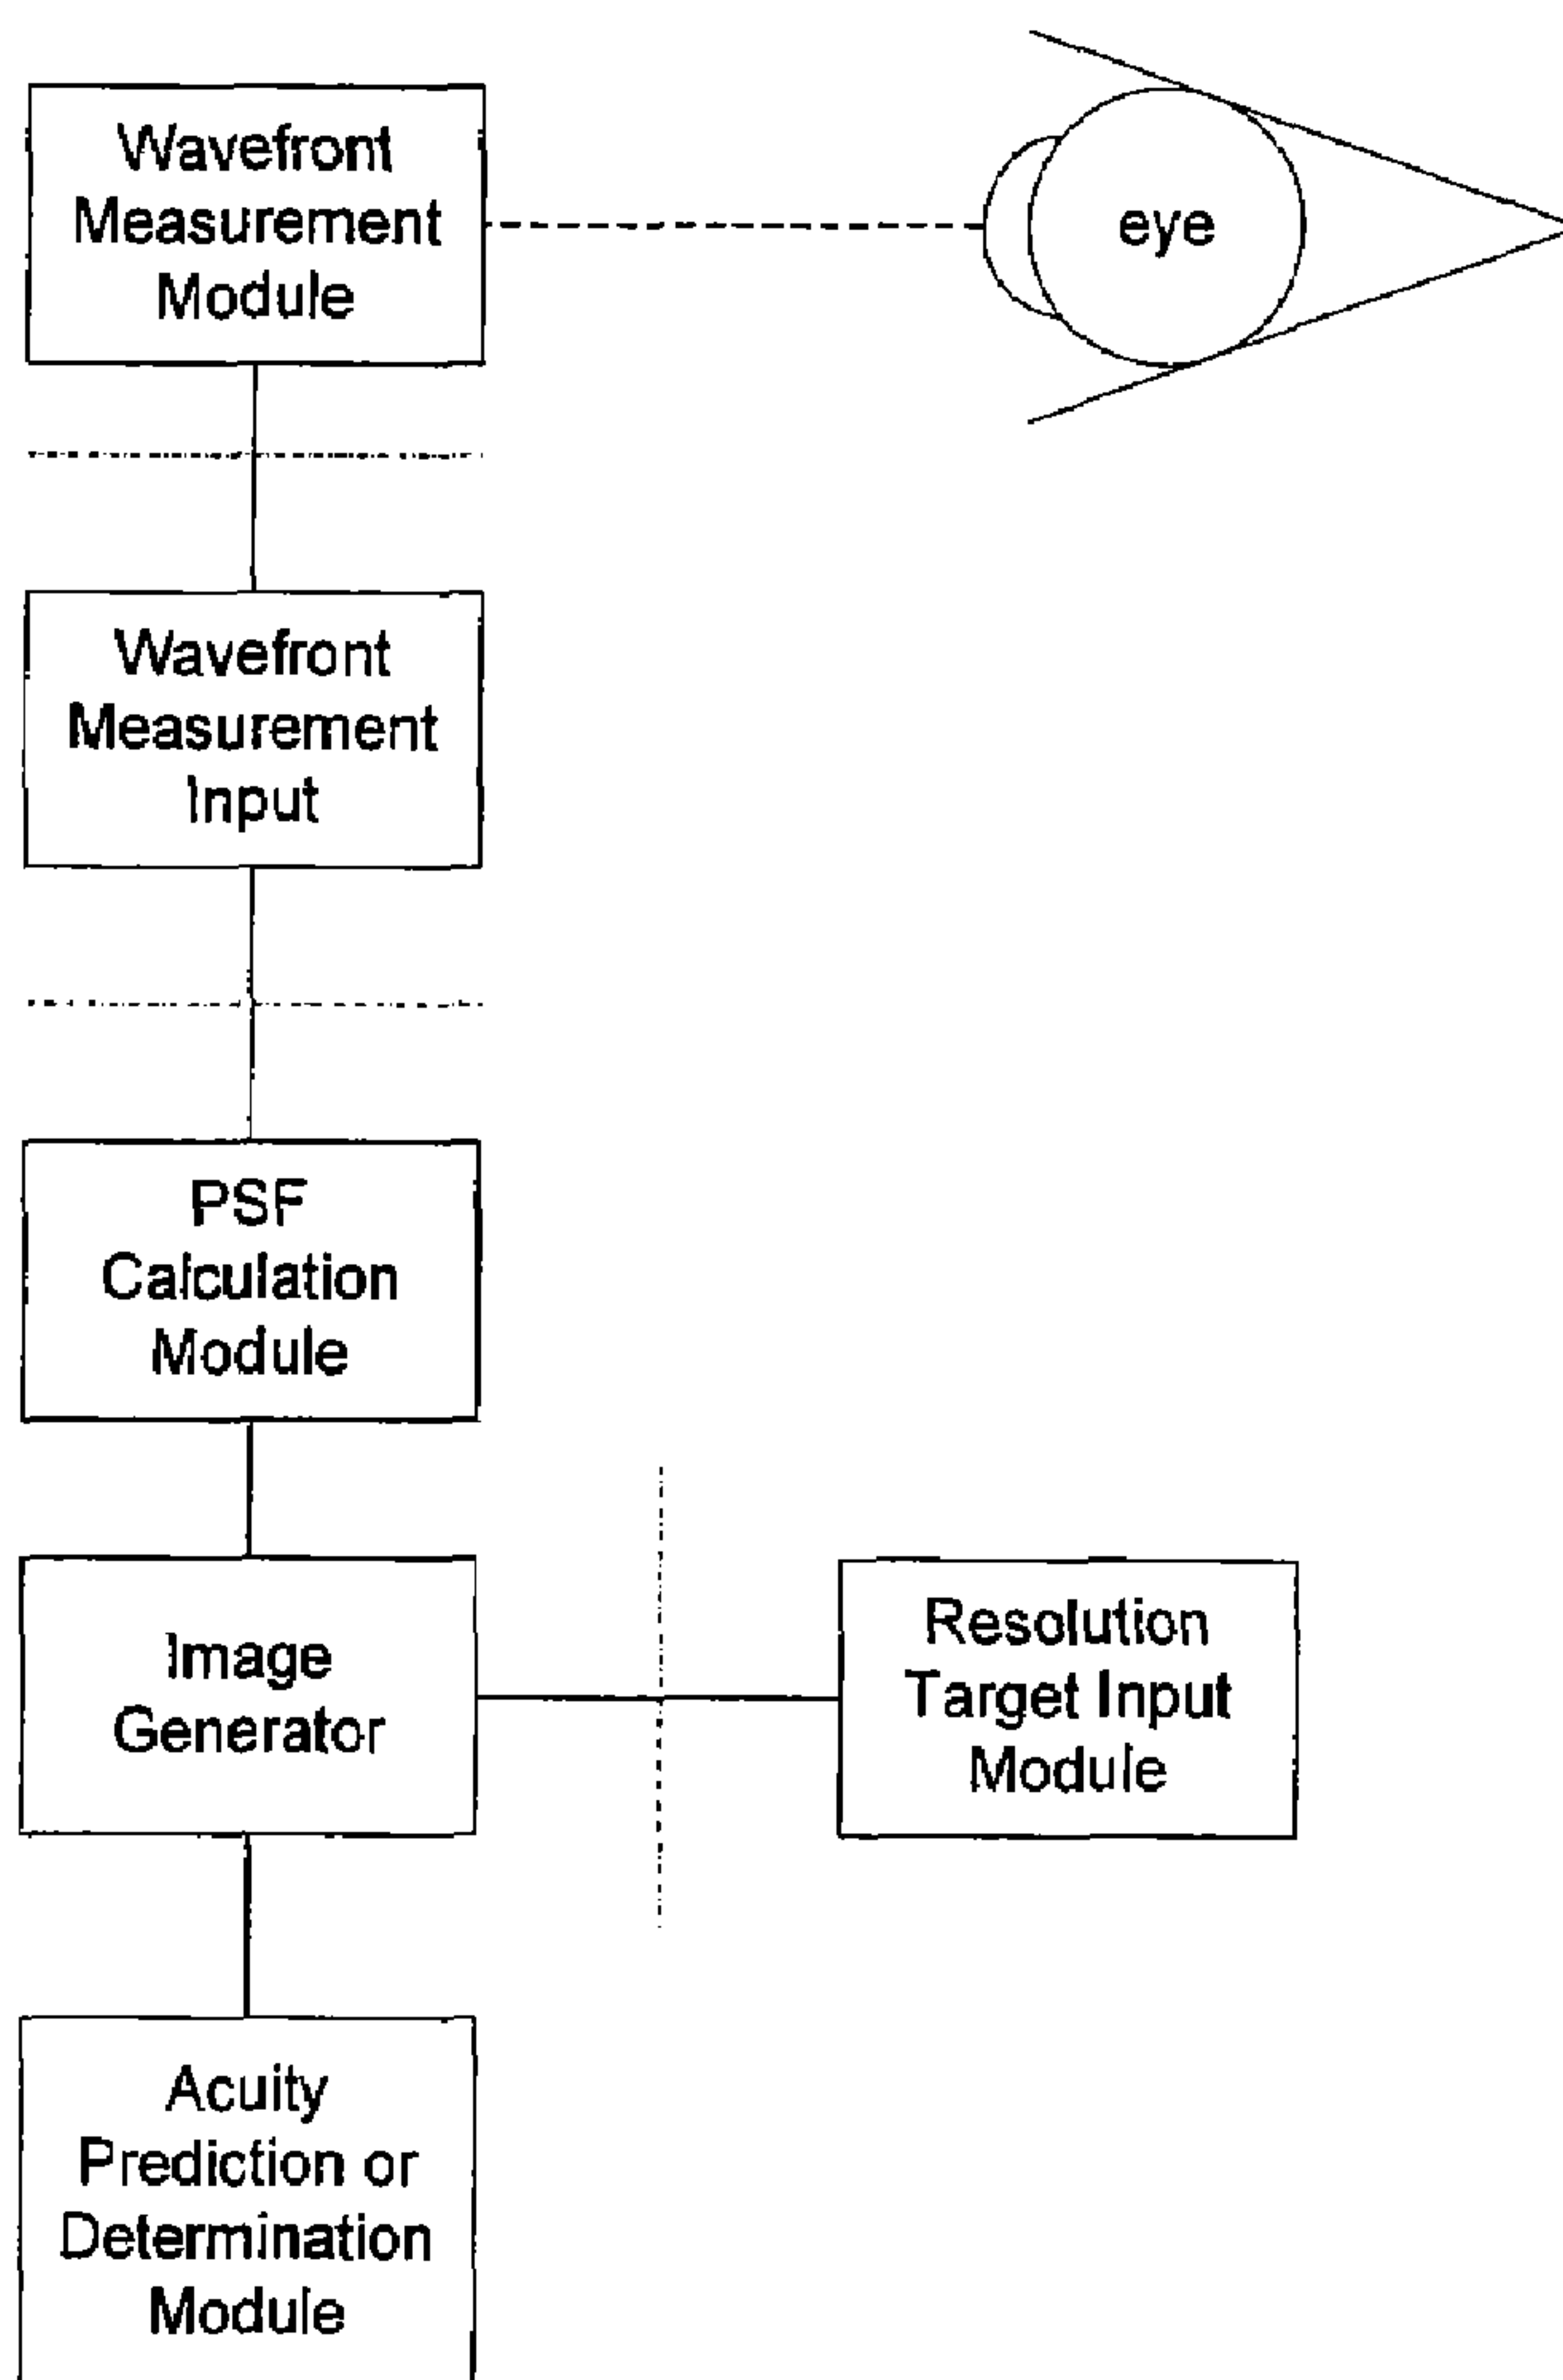 Wavefront
Measurement
Module
eye
Wavefront
Measurement
Input
PSF
Calculation
Module
Image
Generator
Resolution
Target Input
Module
Acuity
Prediction or
Determination
Module